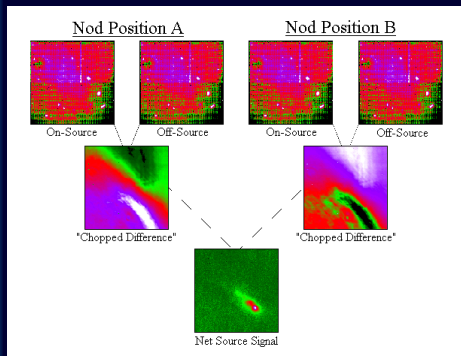 Nod Position A
Nod Position B
On-Source
Off-Source
On-Source
Off-Source
"Chopped Difference"
"Chopped Difference"
Net Source Signal